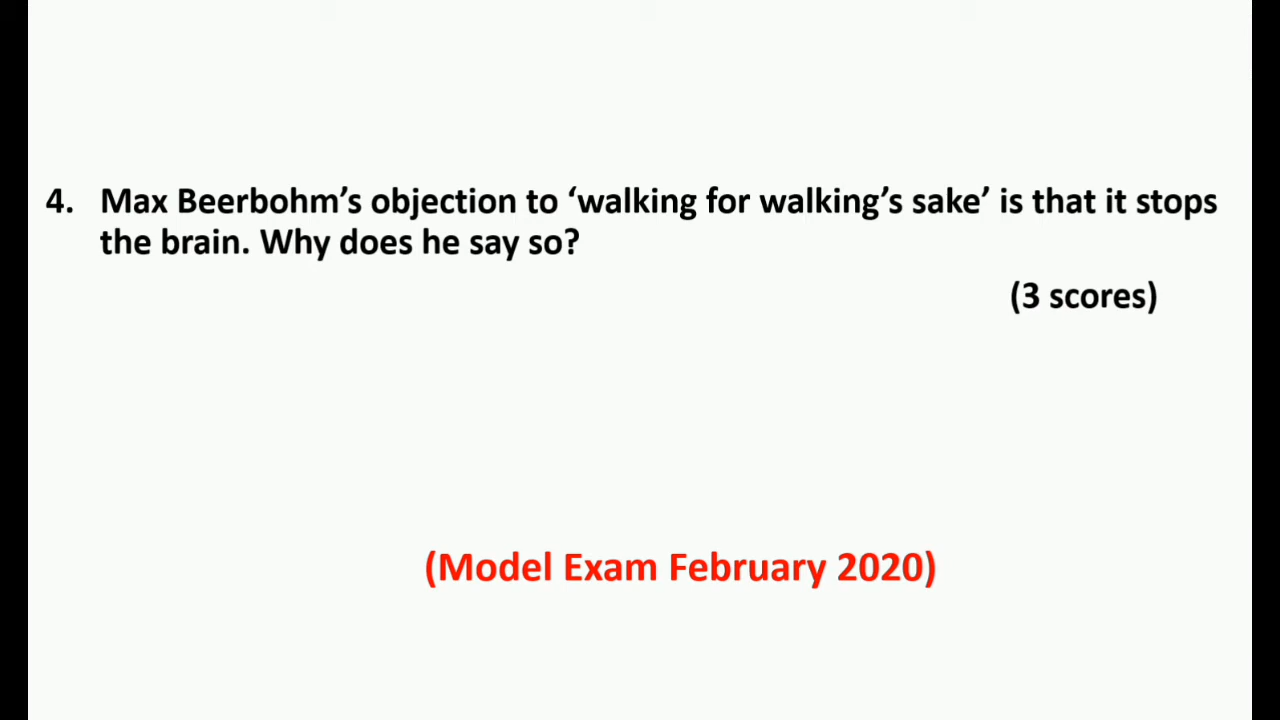 4. Max Beerbohm’s objection to ‘walking for walking’s sake’ is that it stops
the brain. Why does he say so?
(3 scores)
(Model Exam February 2020)